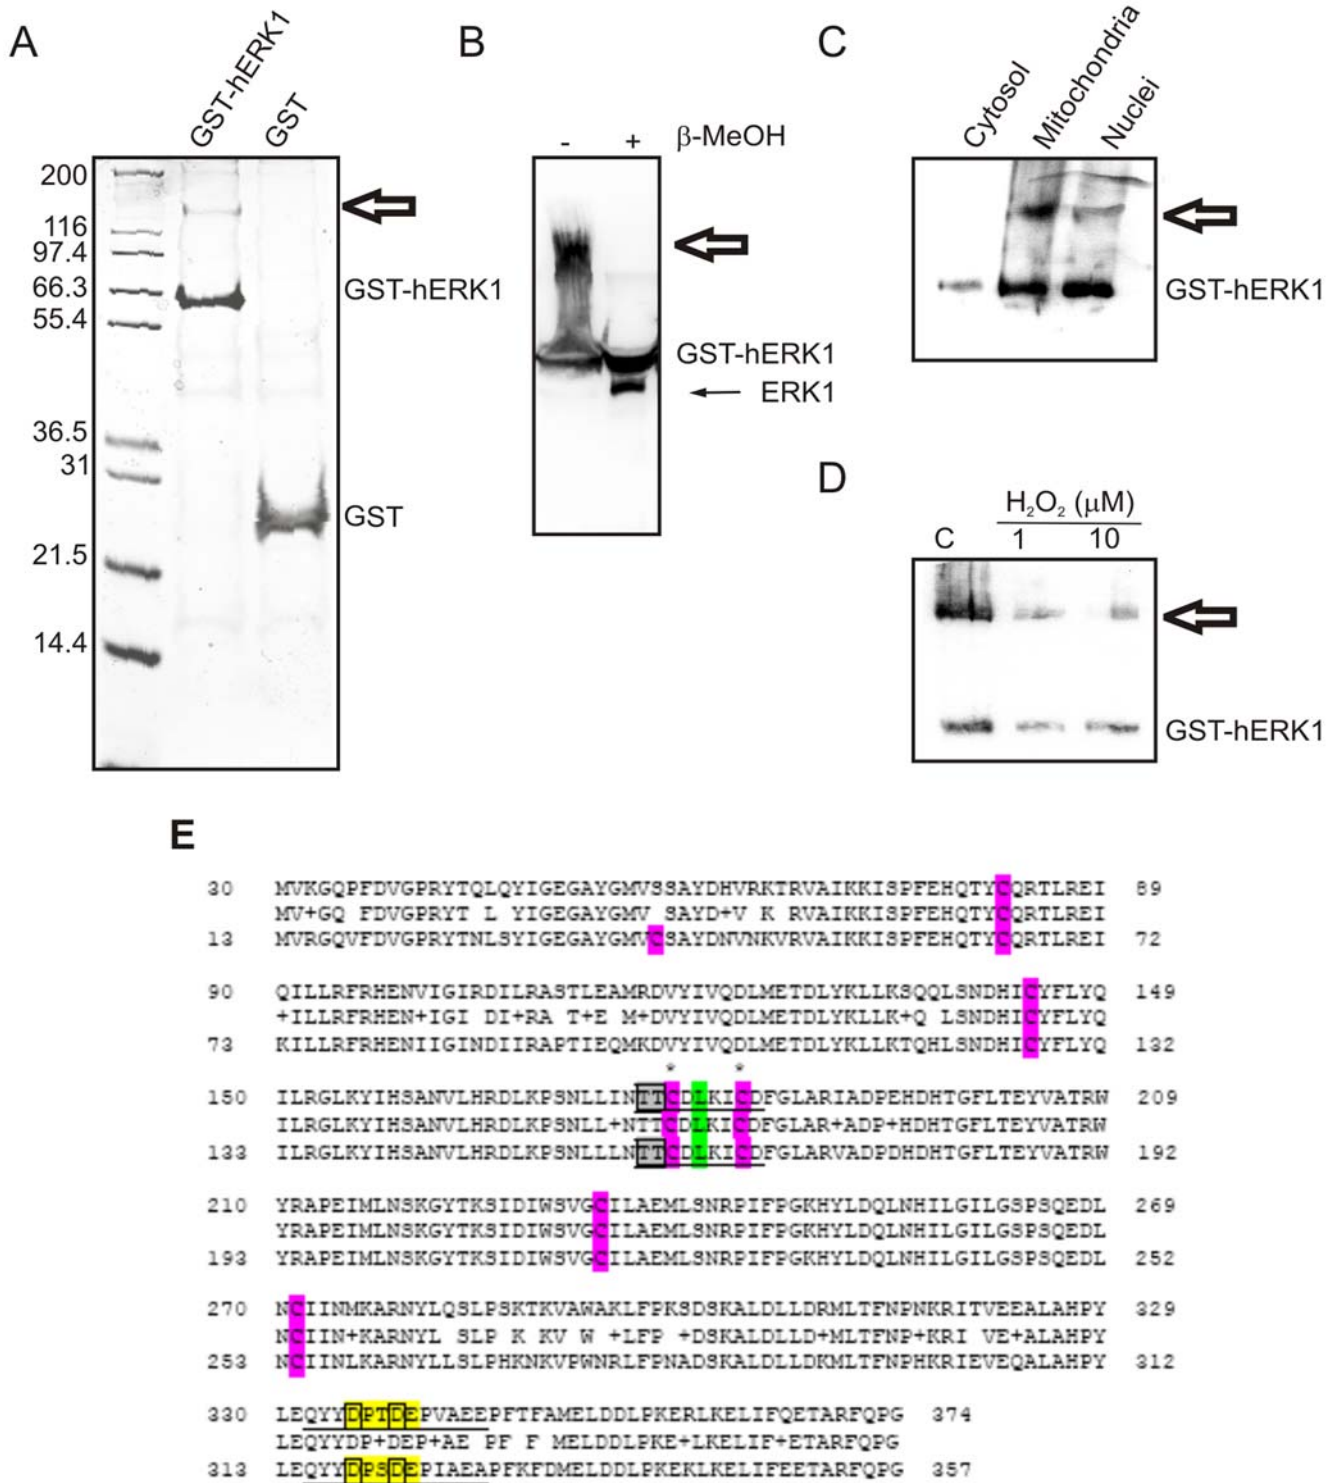 A
GST-hERK1
GST
200
116
97.4
66.3
55.4
36.5
31
21.5
14.4
GST-hERK1
GST
B
- + β-MeOH
GST-hERK1
ERK1
C
Cytosol
Mitochondria
Nuclei
GST-hERK1
D
H₂O₂ (μM)
C 1 10
GST-hERK1
E
30 MVKGQPFDVGPRYTQLQYIGEGAYGMVSSAYDHVRKTRVAIKKISPFEHQTYCQRTLREI 89
MV+GQ FDVGPRYT L YIGEGAYGMV SAYD+V K RVAIKKISPFEHQTYCQRTLREI
13 MVRGQVFDVGPRYTNLSYIGEGAYGMVCSAYDNVNKVRVAIKKISPFEHQTYCQRTLREI 72
90 QILLRFRHENVIGIRDILRASTLEAMRDVYIVQDLMETDLYKLLKSQQLSNDHICYFLYQ 149
+ILLRFRHEN+IGI DI+RA T+E M+DVYIVQDLMETDLYKLLK+Q LSNDHICYFLYQ
73 KILLRFRHENIIGINDIIRAPTIEQMKDVYIVQDLMETDLYKLLKTQHLSNDHICYFLYQ 132
* *
150 ILRGLKYIHSANVLHRDLKPSNLLINTTCDLKICDFGLARIADPEHDHTGFLTEYVATRW 209
ILRGLKYIHSANVLHRDLKPSNLL+NTTCDLKICDFGLAR+ADP+HDHTGFLTEYVATRW
133 ILRGLKYIHSANVLHRDLKPSNLLLNTTCDLKICDFGLARVADPDHDHTGFLTEYVATRW 192
210 YRAPEIMLNSKGYTKSIDIWSVGCILAEMLSNRPIFPGKHYLDQLNHILGILGSPSQEDL 269
YRAPEIMLNSKGYTKSIDIWSVGCILAEMLSNRPIFPGKHYLDQLNHILGILGSPSQEDL
193 YRAPEIMLNSKGYTKSIDIWSVGCILAEMLSNRPIFPGKHYLDQLNHILGILGSPSQEDL 252
270 NCIINMKARNYLQSLPSKTKVAWAKLFPKSDSKALDLLDRMLTFNPNKRITVEEALAHPY 329
NCIIN+KARNYL SLP K KV W +LFP +DSKALDLLD+MLTFNP+KRI VE+ALAHPY
253 NCIINLKARNYLLSLPHKNKVPWNRLFPNADSKALDLLDKMLTFNPHKRIEVEQALAHPY 312
330 LEQYYDPTDEPVAEEPFTFAMELDDLPKERLKELIFQETARFQPG 374
LEQYYDP+DEP+AE PF F MELDDLPKE+LKELIF+ETARFQPG
313 LEQYYDPSDEPIAEAPFKFDMELDDLPKEKLKELIFEETARFQPG 357